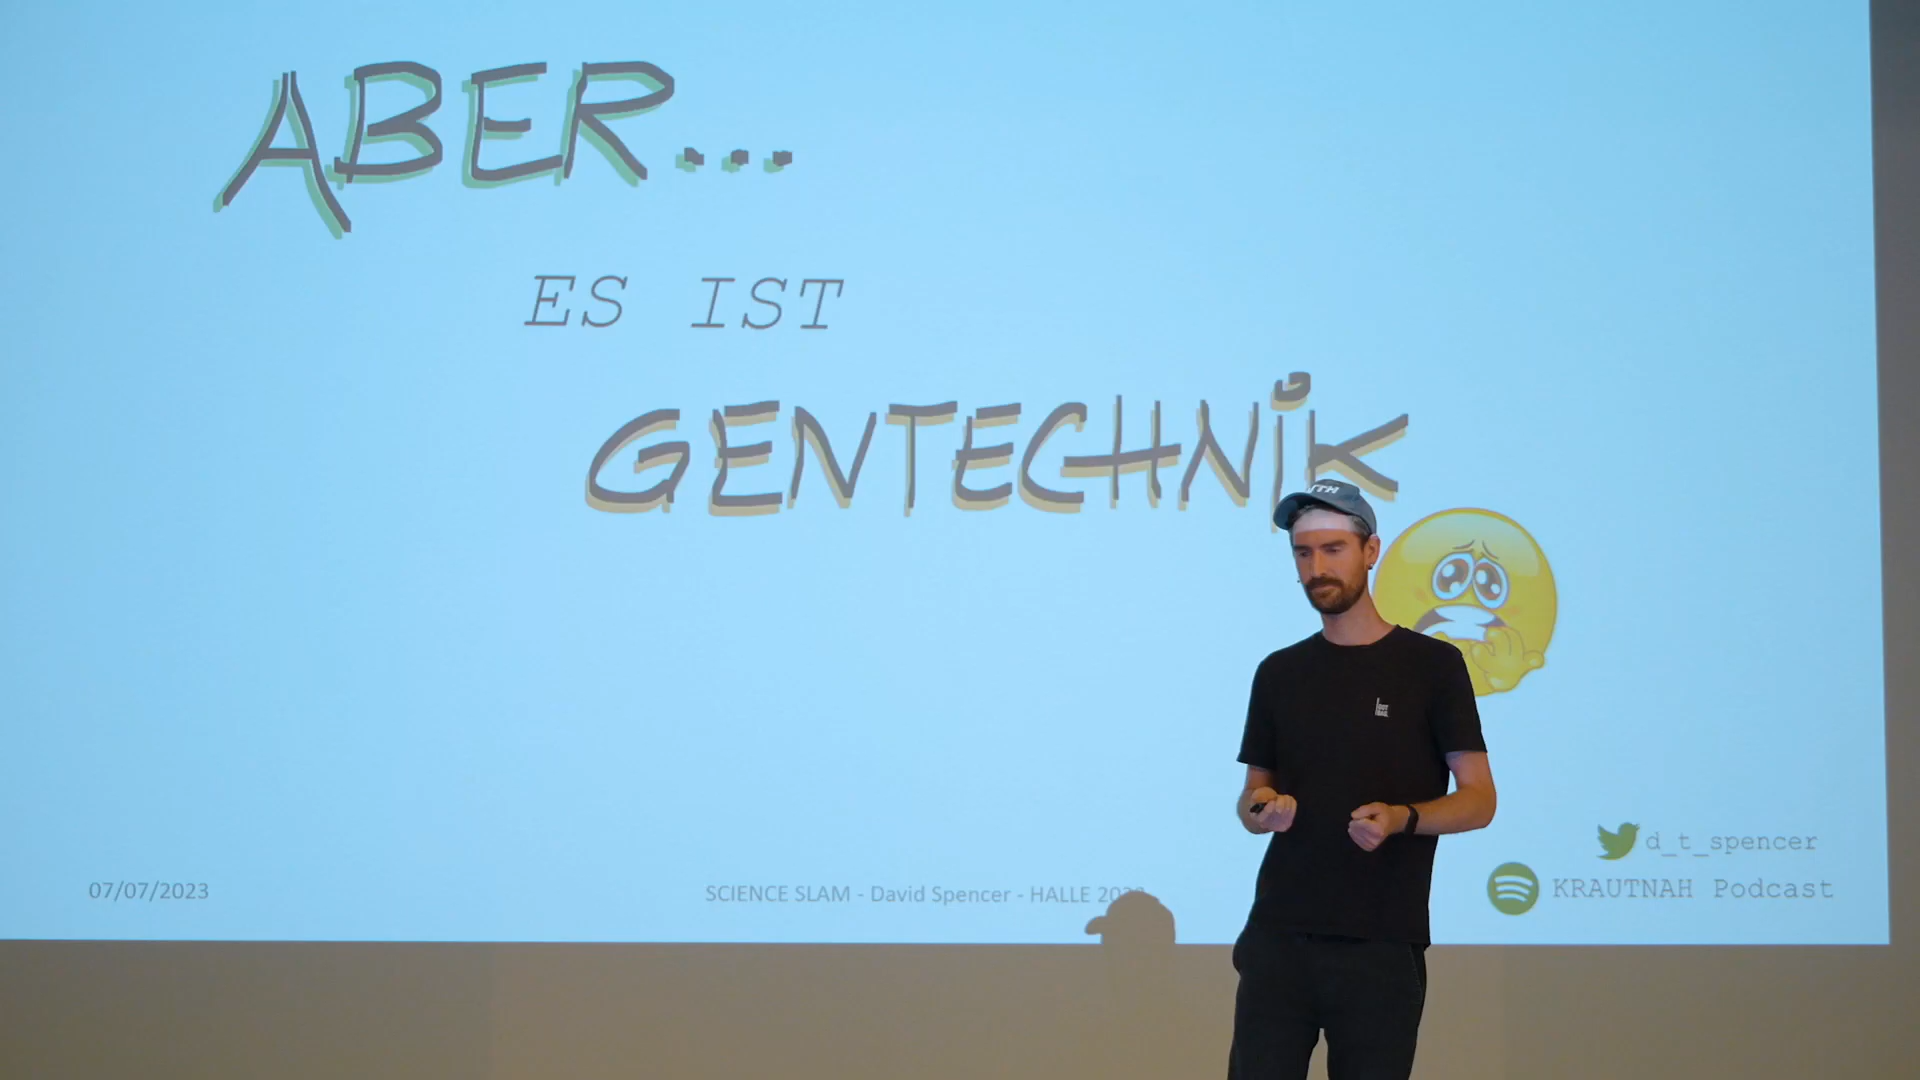 ABER...
ES IST
GENTECHNIK
d_t_spencer
KRAUTNAH Podcast
07/07/2023
SCIENCE SLAM - David Spencer - HALLE